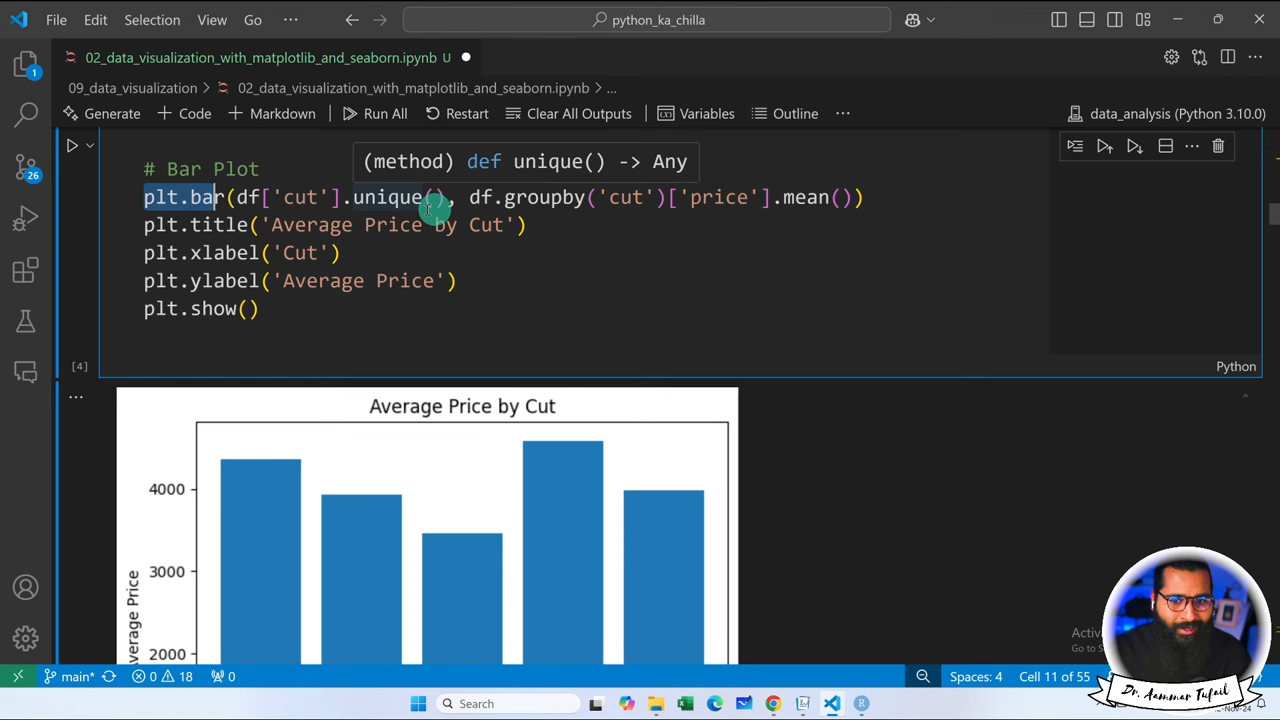 File Edit Selection View Go ··· python_ka_chilla
02_data_visualization_with_matplotlib_and_seaborn.ipynb U
09_data_visualization > 02_data_visualization_with_matplotlib_and_seaborn.ipynb > ...
Generate + Code + Markdown Run All Restart Clear All Outputs Variables Outline ··· data_analysis (Python 3.10.0)
1
26
(method) def unique() -> Any
# Bar Plot
plt.bar(df['cut'].unique(), df.groupby('cut')['price'].mean())
plt.title('Average Price by Cut')
plt.xlabel('Cut')
plt.ylabel('Average Price')
plt.show()
[4]
Python
Average Price by Cut
4000
3000
2000
Average Price
Dr. Aammar Tufail
main* 0 18 0 Spaces: 4 Cell 11 of 55
Search